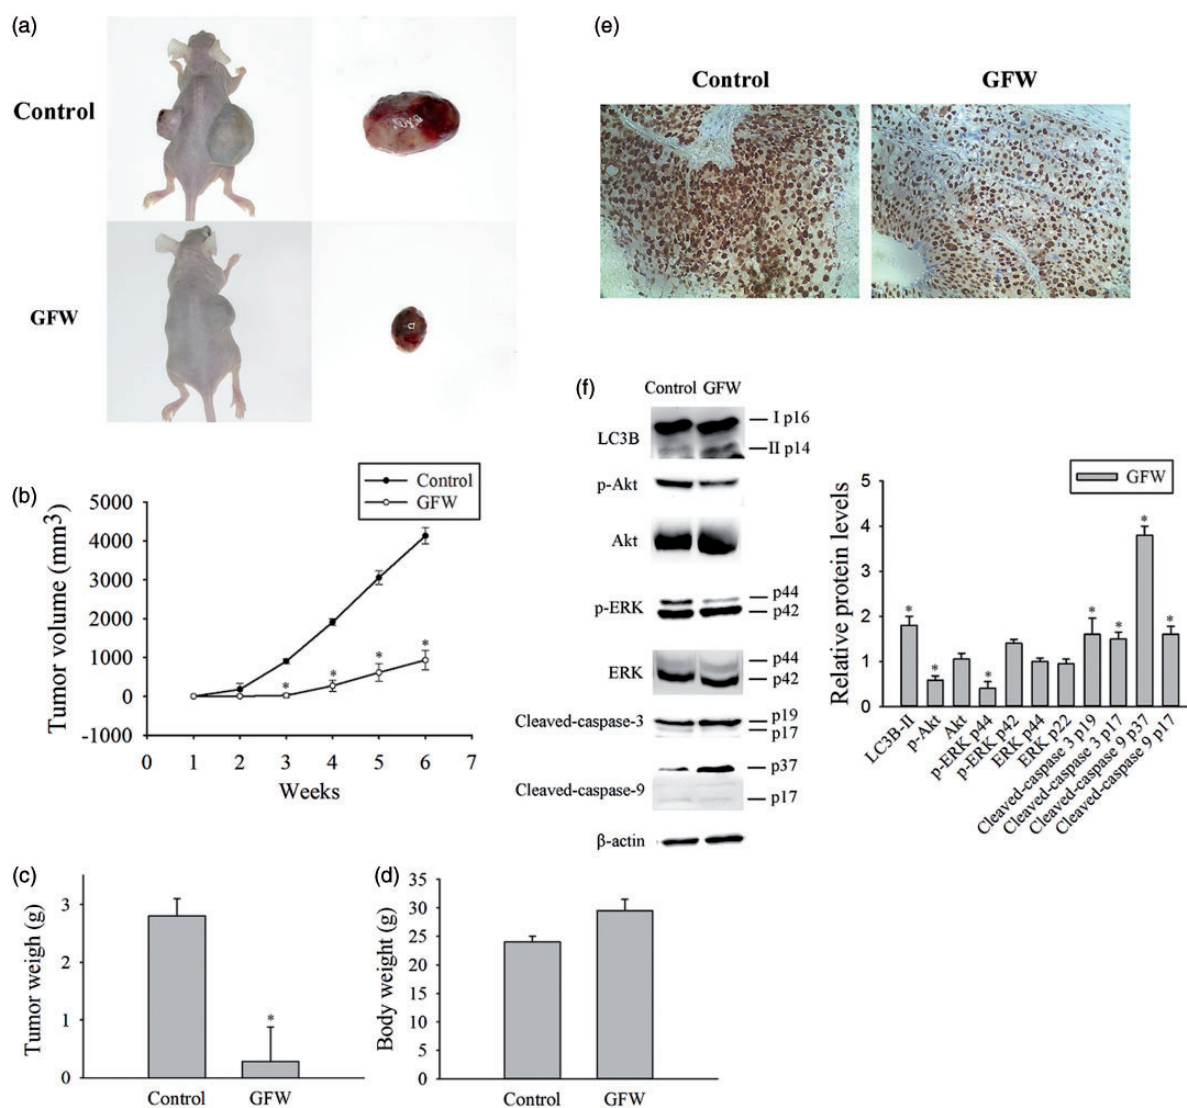 (a)
Control
GFW
(b)
Control
GFW
Tumor volume (mm3)
5000
4000
3000
2000
1000
0
-1000
* * * *
0 1 2 3 4 5 6 7
Weeks
(c)
Tumor weigh (g)
3
2
1
0
*
Control GFW
(d)
Body weight (g)
35
30
25
20
15
10
5
0
Control GFW
(e)
Control GFW
(f)
Control GFW
LC3B
I p16
II p14
p-Akt
Akt
p-ERK
p44
p42
ERK
p44
p42
Cleaved-caspase-3
p19
p17
Cleaved-caspase-9
p37
p17
β-actin
GFW
Relative protein levels
5
4
3
2
1
0
* * * * * * *
LC3B-II
p-Akt
Akt
p-ERK p44
p-ERK p42
ERK p44
ERK p22
Cleaved-caspase 3 p19
Cleaved-caspase 3 p17
Cleaved-caspase 9 p37
Cleaved-caspase 9 p17